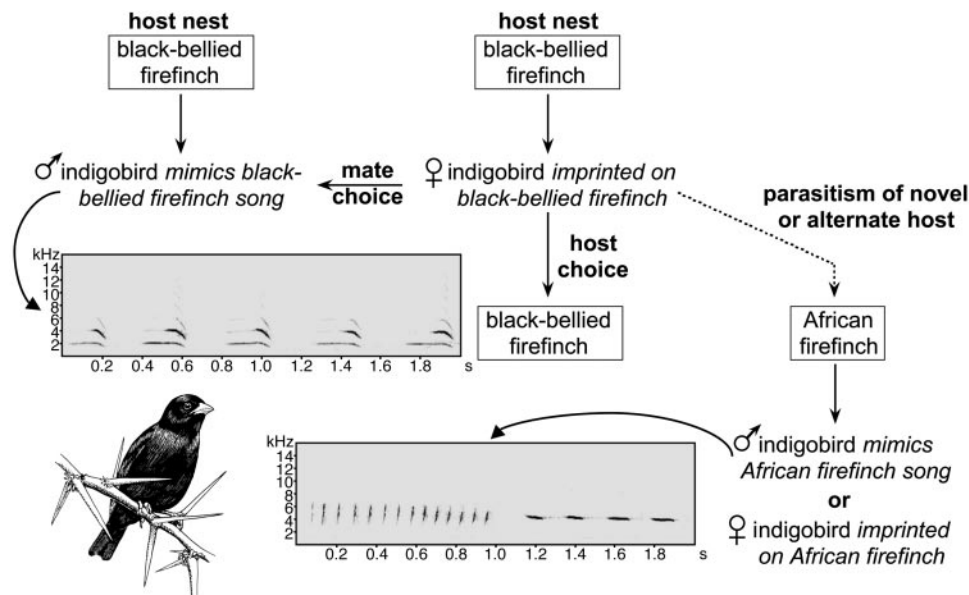 host nest
black-bellied
firefinch
host nest
black-bellied
firefinch
♂ indigobird mimics black-
bellied firefinch song
mate
choice
♀ indigobird imprinted on
black-bellied firefinch
parasitism of novel
or alternate host
host
choice
black-bellied
firefinch
African
firefinch
kHz
14
12
10
8
6
4
2
0.2 0.4 0.6 0.8 1.0 1.2 1.4 1.6 1.8 s
♂ indigobird mimics
African firefinch song
or
♀ indigobird imprinted
on African firefinch
kHz
14
12
10
8
6
4
2
0.2 0.4 0.6 0.8 1.0 1.2 1.4 1.6 1.8 s